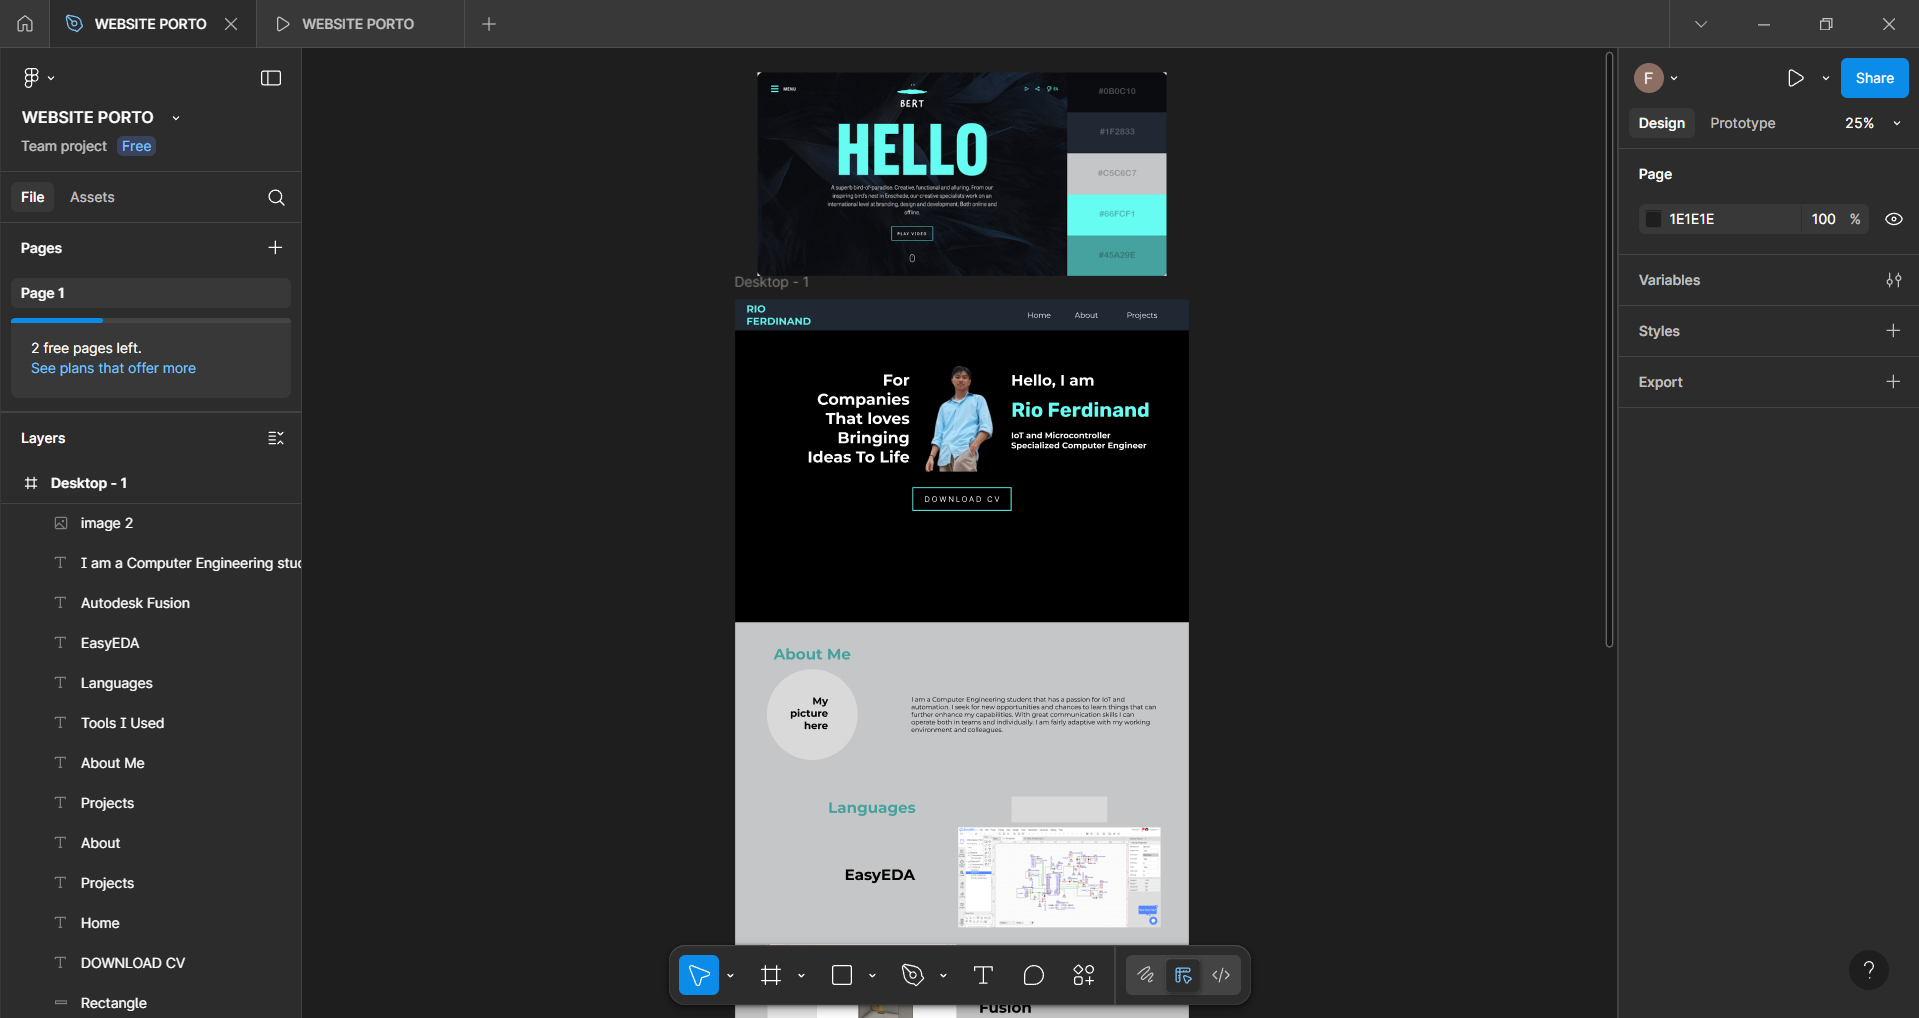 WEBSITE PORTO
WEBSITE PORTO
WEBSITE PORTO
Team project Free
File Assets
Pages
Page 1
2 free pages left.
See plans that offer more
Layers
Desktop - 1
image 2
I am a Computer Engineering stud
Autodesk Fusion
EasyEDA
Languages
Tools I Used
About Me
Projects
About
Projects
Home
DOWNLOAD CV
Rectangle
MENU
BERT
HELLO
A superb bird-of-paradise. Creative, functional and alluring. From our
inspiring bird's nest in Enschede, our creative specialists work on an
international level at branding, design and development. Both online and
offline.
PLAY VIDEO
#0B0C10
#1F2833
#C5C6C7
#66FCF1
#45A29E
Desktop - 1
RIO
FERDINAND
Home About Projects
For
Companies
That loves
Bringing
Ideas To Life
Hello, I am
Rio Ferdinand
IoT and Microcontroller
Specialized Computer Engineer
DOWNLOAD CV
About Me
My
picture
here
I am a Computer Engineering student that has a passion for IoT and
automation. I seek for new opportunities and chances to learn things that can
further enhance my capabilities. With great communication skills I can
operate both in teams and individually. I am fairly adaptive with my working
environment and colleagues.
Languages
EasyEDA
Fusion
F
Share
Design Prototype 25%
Page
1E1E1E 100 %
Variables
Styles
Export
?